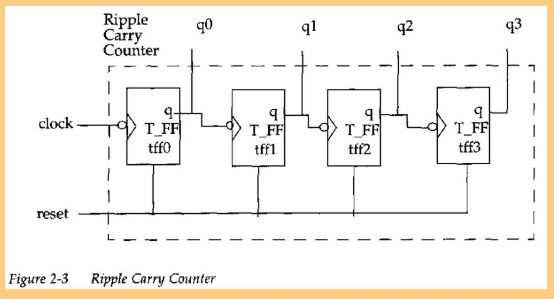 Ripple
Carry
Counter
q0
q1
q2
q3
clock
q
T_FF
tff0
q
T_FF
tff1
q
T_FF
tff2
q
T_FF
tff3
reset
Figure 2-3 Ripple Carry Counter